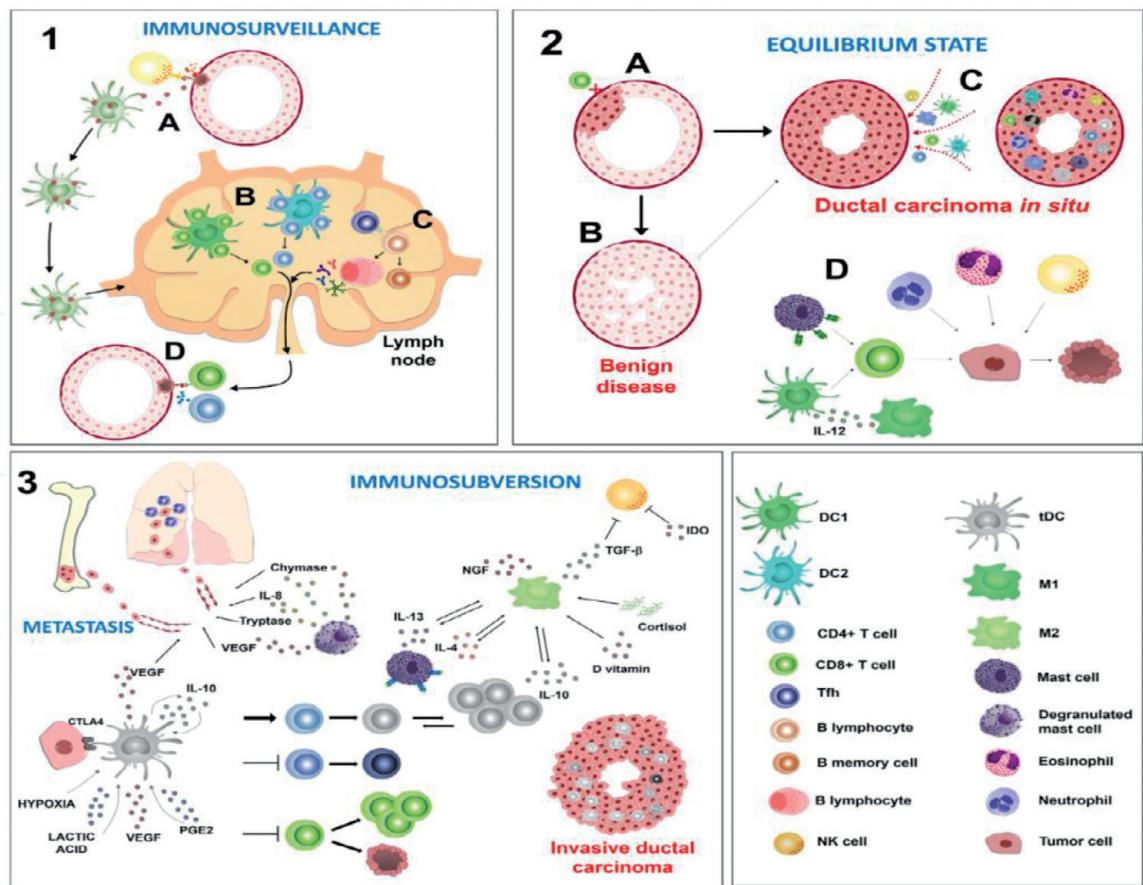 1
IMMUNOSURVEILLANCE
A
B
C
Lymph
node
D
2
EQUILIBRIUM STATE
A
C
Ductal carcinoma in situ
B
Benign
disease
D
IL-12
3
IMMUNOSUBVERSION
METASTASIS
Chymase
IL-8
Tryptase
VEGF
VEGF
IL-10
CTLA4
HYPOXIA
LACTIC
ACID
VEGF
PGE2
NGF
TGF-β
IDO
IL-13
IL-4
Cortisol
D vitamin
IL-10
Invasive ductal
carcinoma
DC1
DC2
CD4+ T cell
CD8+ T cell
Tfh
B lymphocyte
B memory cell
B lymphocyte
NK cell
tDC
M1
M2
Mast cell
Degranulated
mast cell
Eosinophil
Neutrophil
Tumor cell